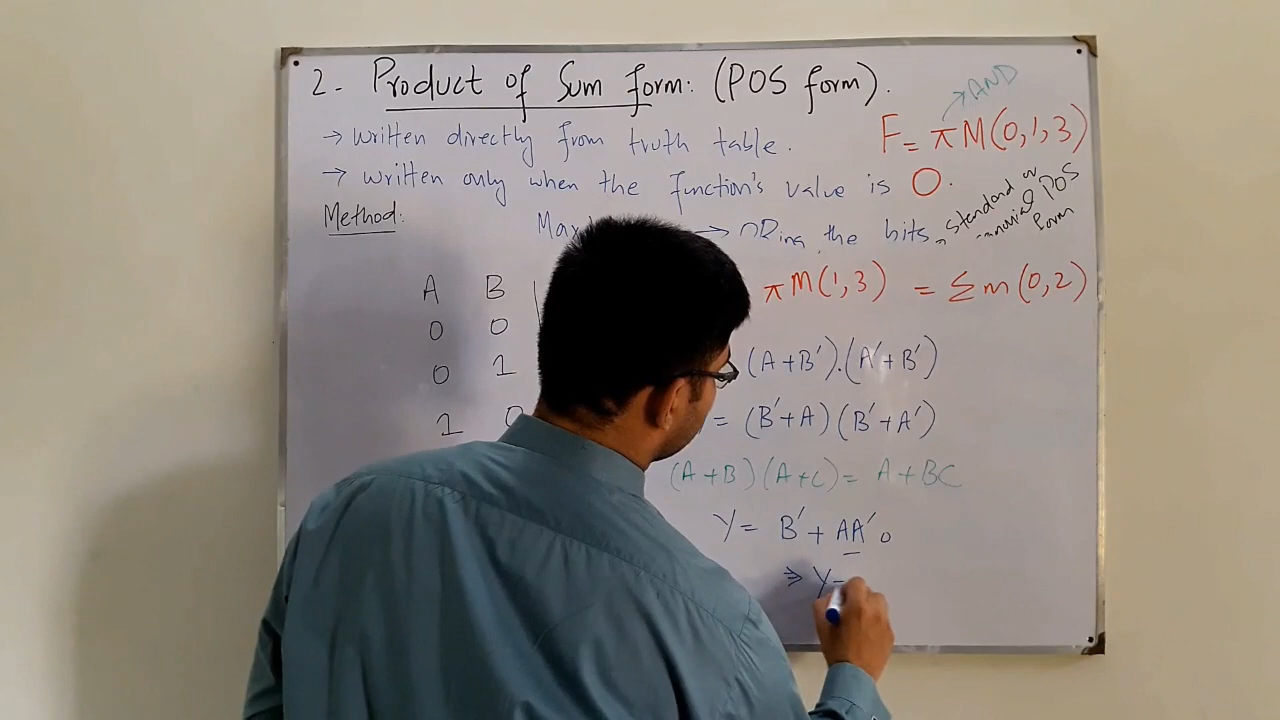 2. Product of Sum form: (POS form).
→ AND
→ written directly from truth table.
F = πM(0,1,3)
→ written only when the function's value is 0.
standard or
POS
form
Method:
→ ORing the bits.
A B
πM(1,3) = Σm(0,2)
0 0
0 1
(A+B').(A'+B')
1 0
= (B'+A)(B'+A')
(A+B)(A+C) = A+BC
Y = B' + AA' 0
⇒ Y=